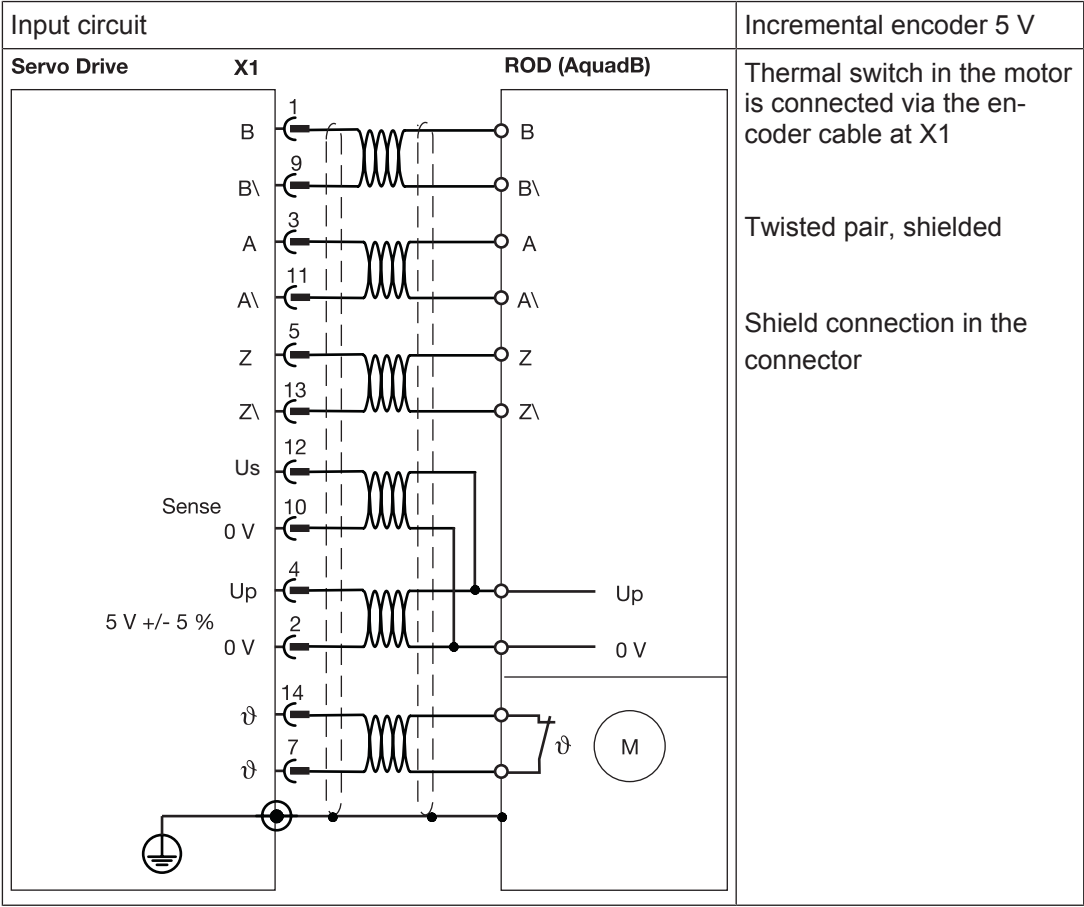 Input circuit
Incremental encoder 5 V
Servo Drive X1 ROD (AquadB)
1
B B
9
B\ B\
3
A A
11
A\ A\
5
Z Z
13
Z\ Z\
12
Us
Sense 10
0 V
4
Up Up
5 V +/- 5 %
2
0 V 0 V
14
ϑ
ϑ M
7
ϑ
Thermal switch in the motor
is connected via the en-
coder cable at X1
Twisted pair, shielded
Shield connection in the
connector